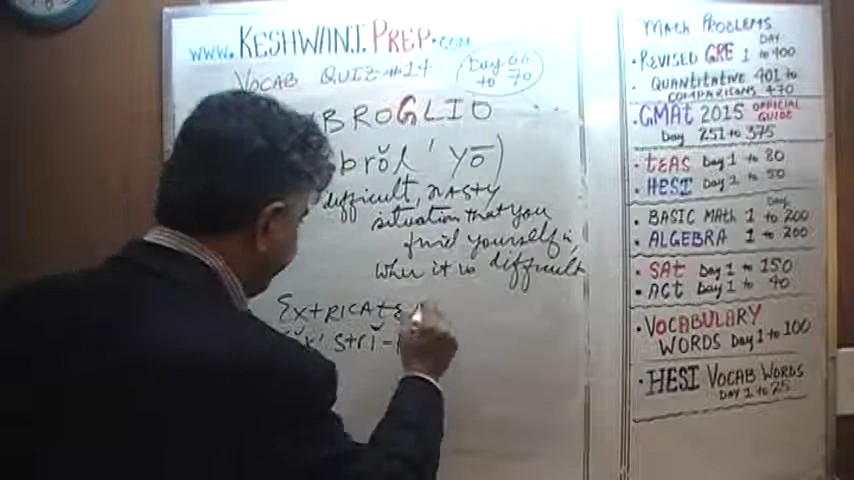 www.KESHWANI PREP.com
VOCAB QUIZ #14
Day 66 to 70
BROGLIO
brŏl ' yō)
difficult, nasty
situation that you
find yourself in
when it is difficult
EXTRICATE
stri-
MATH PROBLEMS
DAY
• REVISED GRE 1 to 400
• QUANTITATIVE 401 to
COMPARISONS 470
• GMAT 2015 OFFICIAL GUIDE
Day 251 to 375
• TEAS Day 1 to 80
• HESI Day 1 to 50
Day
• BASIC MATH 1 to 200
• ALGEBRA 1 to 200
• SAT Day 1 to 150
• ACT Day 1 to 40
• VOCABULARY
WORDS Day 1 to 100
• HESI VOCAB WORDS
DAY 1 to 25